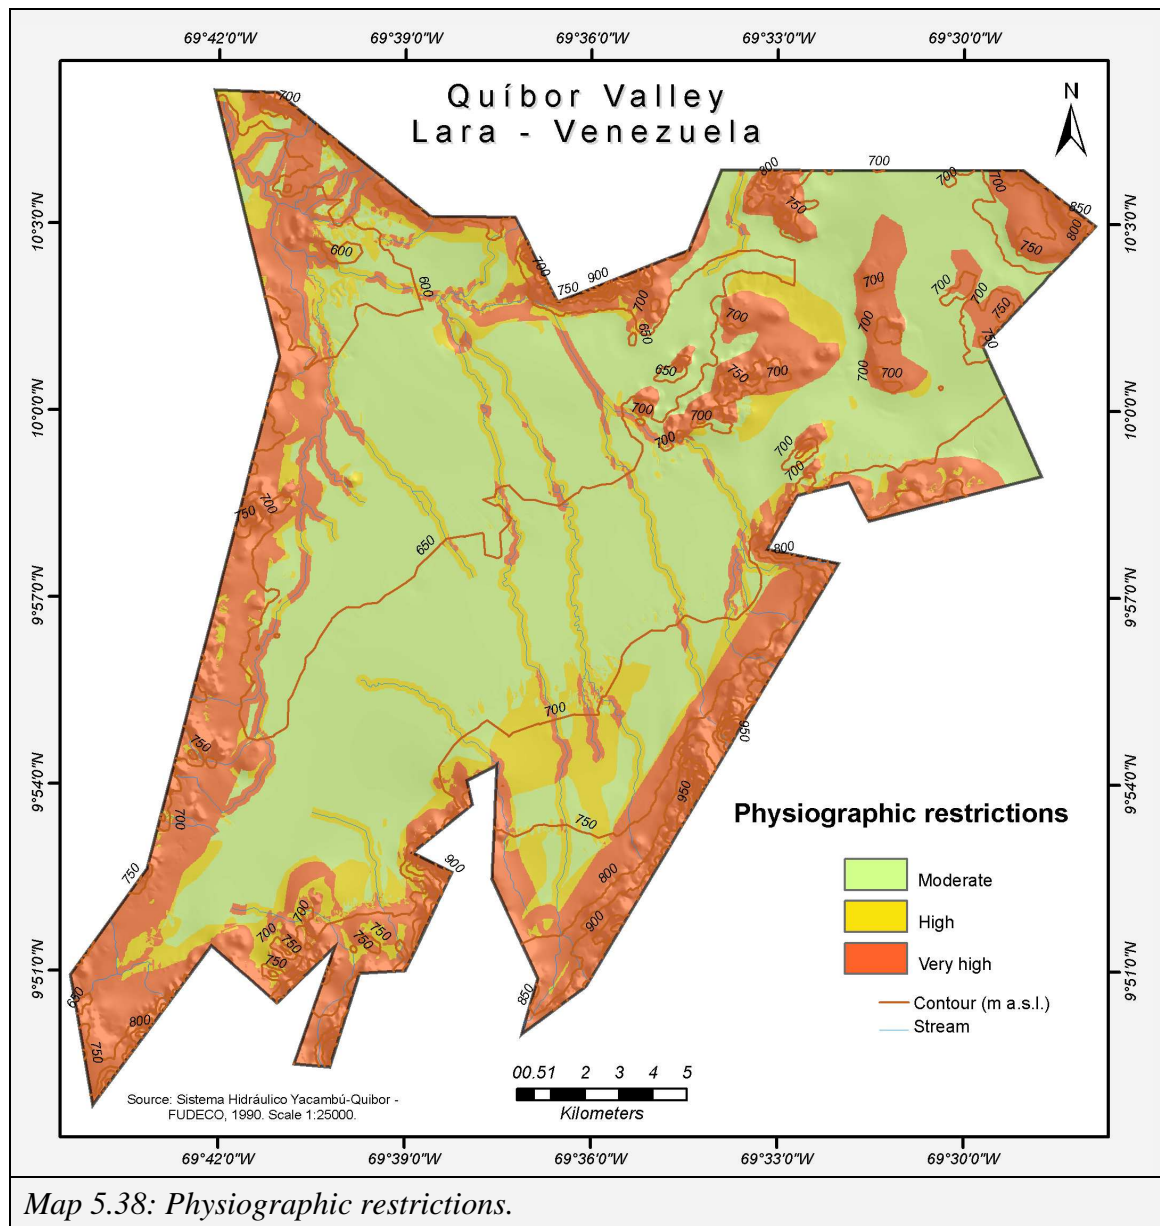 69°42'0"W 69°39'0"W 69°36'0"W 69°33'0"W 69°30'0"W
Quíbor Valley
Lara - Venezuela
N
700
800
700
700
700
750
850
800
750
10°3'0"N
10°3'0"N
600
600
700
750
900
700
650
700
700
700
700
750
750
700
650
750
700
700
700
700
700
700
10°0'0"N
10°0'0"N
700
700
750
700
650
800
9°57'0"N
9°57'0"N
700
950
750
9°54'0"N
9°54'0"N
950
700
750
Physiographic restrictions
750
900
800
Moderate
High
Very high
700
700
750
750
750
900
9°51'0"N
9°51'0"N
650
850
800
750
Contour (m a.s.l.)
Stream
00.51 2 3 4 5
Kilometers
Source: Sistema Hidráulico Yacambú-Quibor -
FUDECO, 1990. Scale 1:25000.
69°42'0"W 69°39'0"W 69°36'0"W 69°33'0"W 69°30'0"W
Map 5.38: Physiographic restrictions.